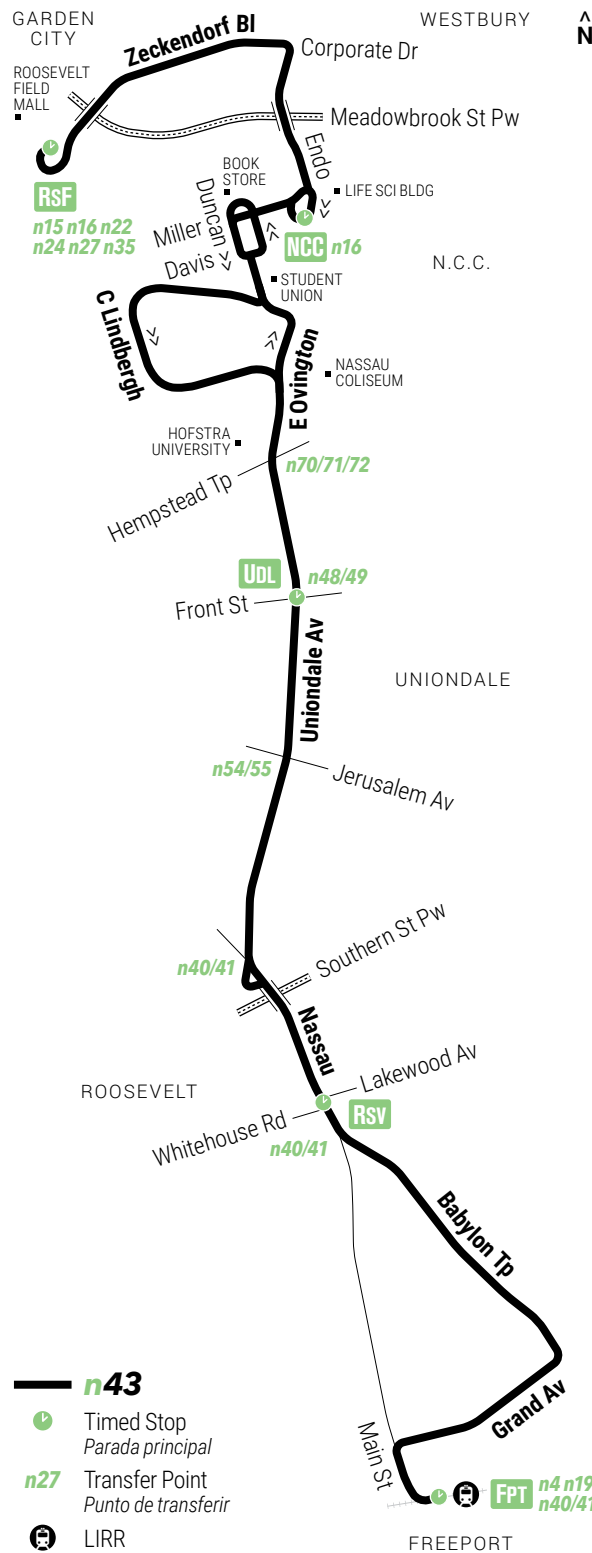 GARDEN
CITY
WESTBURY
N
Zeckendorf Bl
Corporate Dr
ROOSEVELT
FIELD
MALL
Meadowbrook St Pw
Endo
BOOK
STORE
LIFE SCI BLDG
RSF
n15 n16 n22
n24 n27 n35
Duncan
Miller
NCC n16
Davis
N.C.C.
STUDENT
UNION
C Lindbergh
E Ovington
NASSAU
COLISEUM
HOFSTRA
UNIVERSITY
n70/71/72
Hempstead Tp
UDL n48/49
Front St
Uniondale Av
UNIONDALE
n54/55
Jerusalem Av
n40/41
Southern St Pw
Nassau
ROOSEVELT
Lakewood Av
RSV
Whitehouse Rd
n40/41
Babylon Tp
Grand Av
Main St
n43
Timed Stop
Parada principal
n27 Transfer Point
Punto de transferir
LIRR
FPT n4 n19
n40/41
FREEPORT